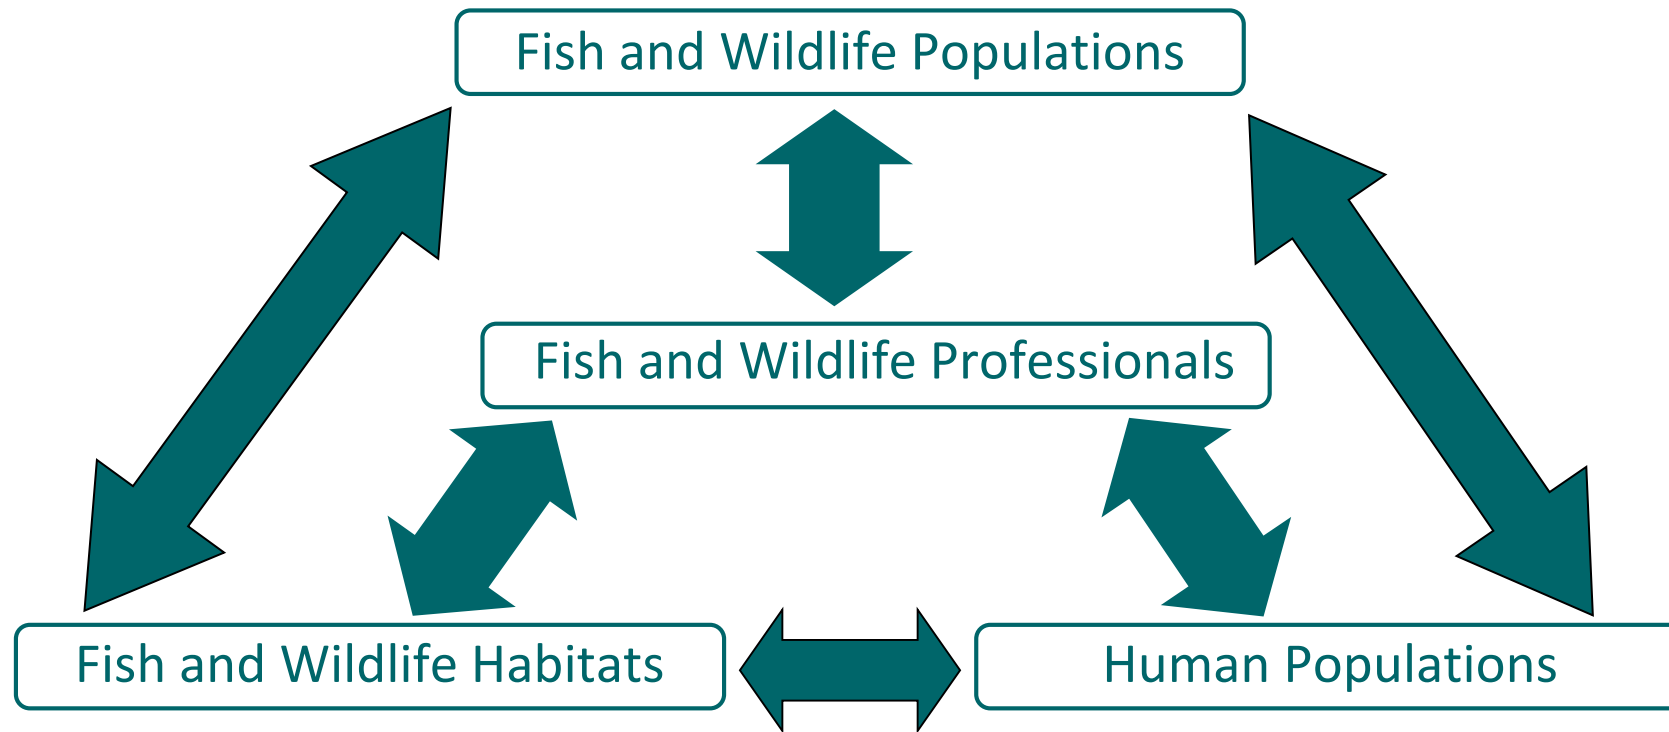 Fish and Wildlife Populations
Fish and Wildlife Professionals
Fish and Wildlife Habitats
Human Populations